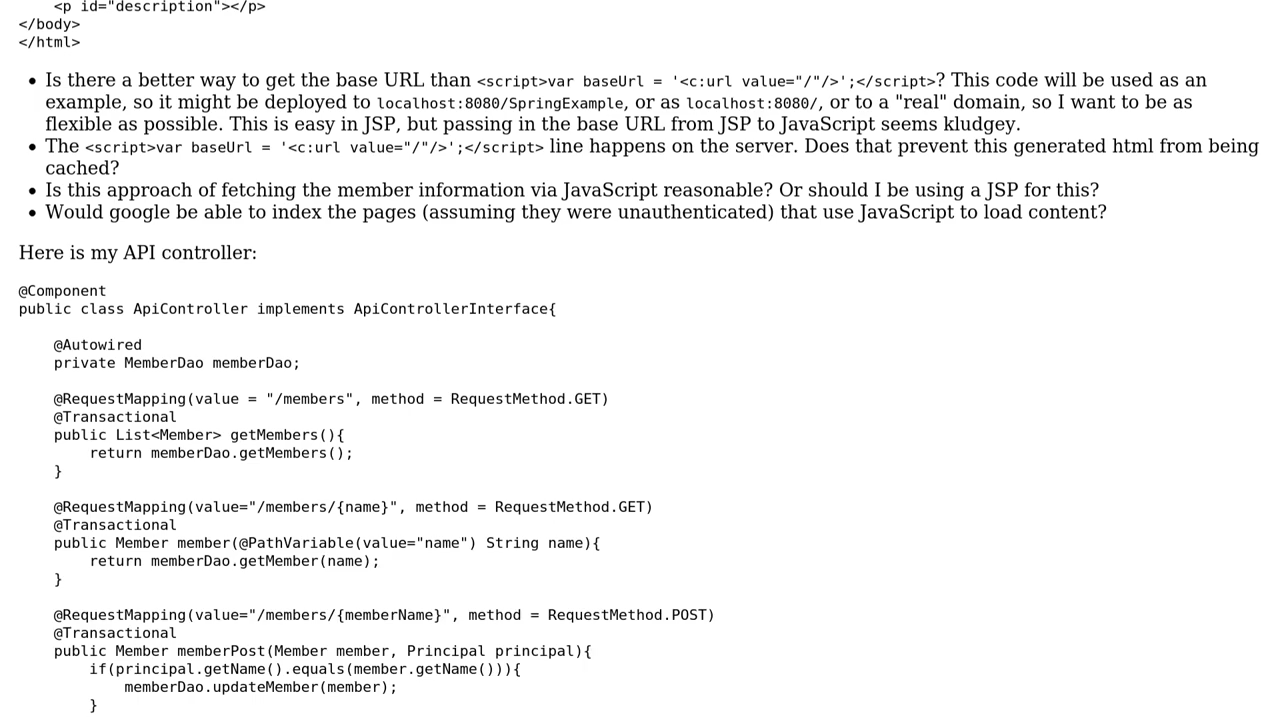 <p id="description"></p>
</body>
</html>
• Is there a better way to get the base URL than <script>var baseUrl = '<c:url value="/"/>';</script>? This code will be used as an
example, so it might be deployed to localhost:8080/SpringExample, or as localhost:8080/, or to a "real" domain, so I want to be as
flexible as possible. This is easy in JSP, but passing in the base URL from JSP to JavaScript seems kludgey.
• The <script>var baseUrl = '<c:url value="/"/>';</script> line happens on the server. Does that prevent this generated html from being
cached?
• Is this approach of fetching the member information via JavaScript reasonable? Or should I be using a JSP for this?
• Would google be able to index the pages (assuming they were unauthenticated) that use JavaScript to load content?
Here is my API controller:
@Component
public class ApiController implements ApiControllerInterface{
    @Autowired
    private MemberDao memberDao;
    @RequestMapping(value = "/members", method = RequestMethod.GET)
    @Transactional
    public List<Member> getMembers(){
        return memberDao.getMembers();
    }
    @RequestMapping(value="/members/{name}", method = RequestMethod.GET)
    @Transactional
    public Member member(@PathVariable(value="name") String name){
        return memberDao.getMember(name);
    }
    @RequestMapping(value="/members/{memberName}", method = RequestMethod.POST)
    @Transactional
    public Member memberPost(Member member, Principal principal){
        if(principal.getName().equals(member.getName())){
            memberDao.updateMember(member);
        }